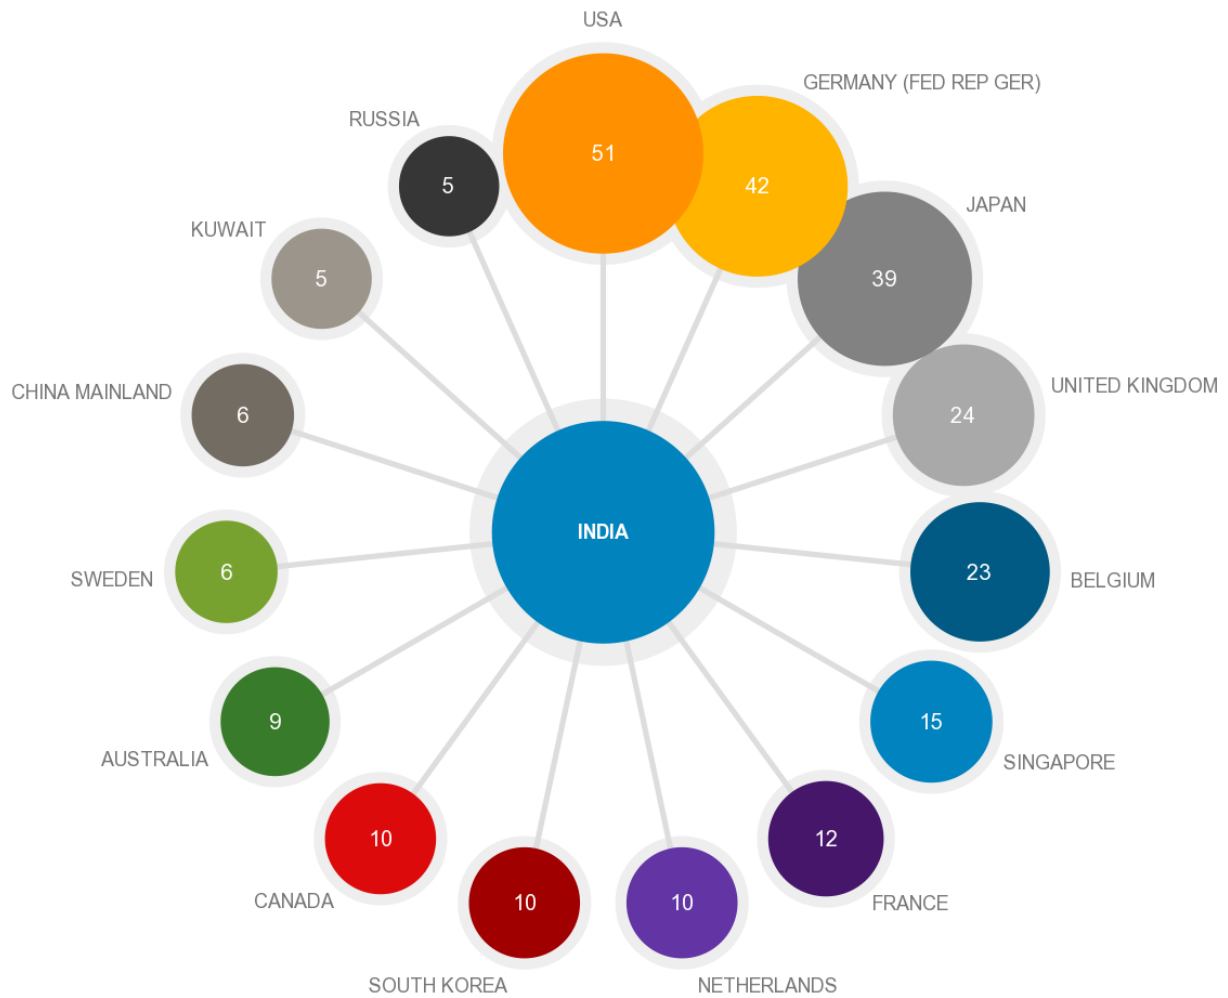 USA
51
GERMANY (FED REP GER)
42
JAPAN
39
UNITED KINGDOM
24
BELGIUM
23
SINGAPORE
15
FRANCE
12
NETHERLANDS
10
SOUTH KOREA
10
CANADA
10
AUSTRALIA
9
SWEDEN
6
CHINA MAINLAND
6
KUWAIT
5
RUSSIA
5
INDIA